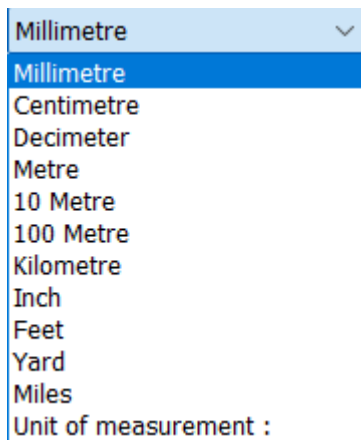 Millimetre
Millimetre
Centimetre
Decimeter
Metre
10 Metre
100 Metre
Kilometre
Inch
Feet
Yard
Miles
Unit of measurement :